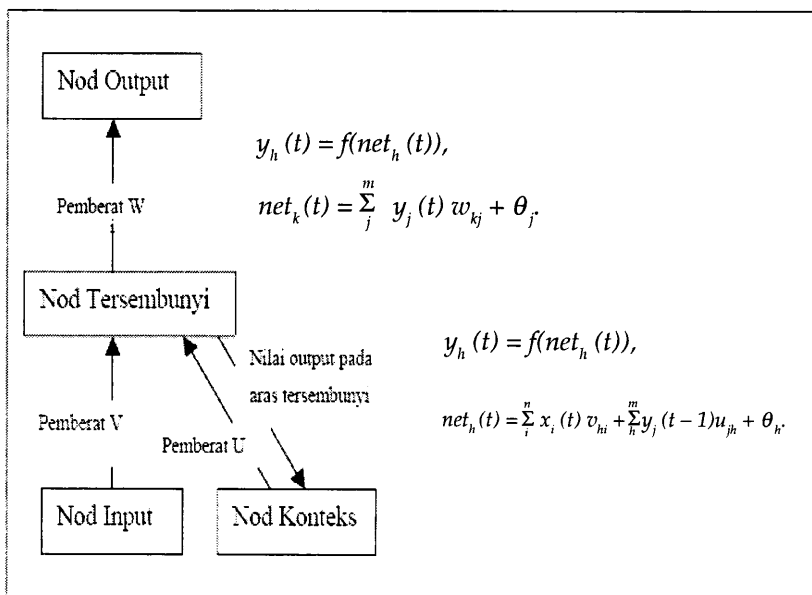 Nod Output
y_h (t) = f(net_h (t)),
Pemberat W
net_k(t) = Σ_j^m y_j (t) w_kj + θ_j.
Nod Tersembunyi
y_h (t) = f(net_h (t)),
Nilai output pada
aras tersembunyi
net_h (t) = Σ_i^n x_i (t) v_hi + Σ_h^m y_j (t – 1)u_jh + θ_h.
Pemberat V
Pemberat U
Nod Input
Nod Konteks